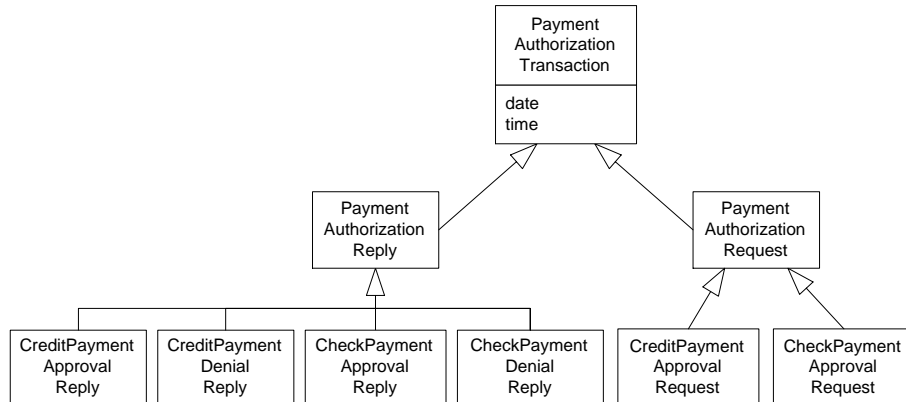 Payment
Authorization
Transaction
date
time
Payment
Authorization
Reply
Payment
Authorization
Request
CreditPayment
Approval
Reply
CreditPayment
Denial
Reply
CheckPayment
Approval
Reply
CheckPayment
Denial
Reply
CreditPayment
Approval
Request
CheckPayment
Approval
Request